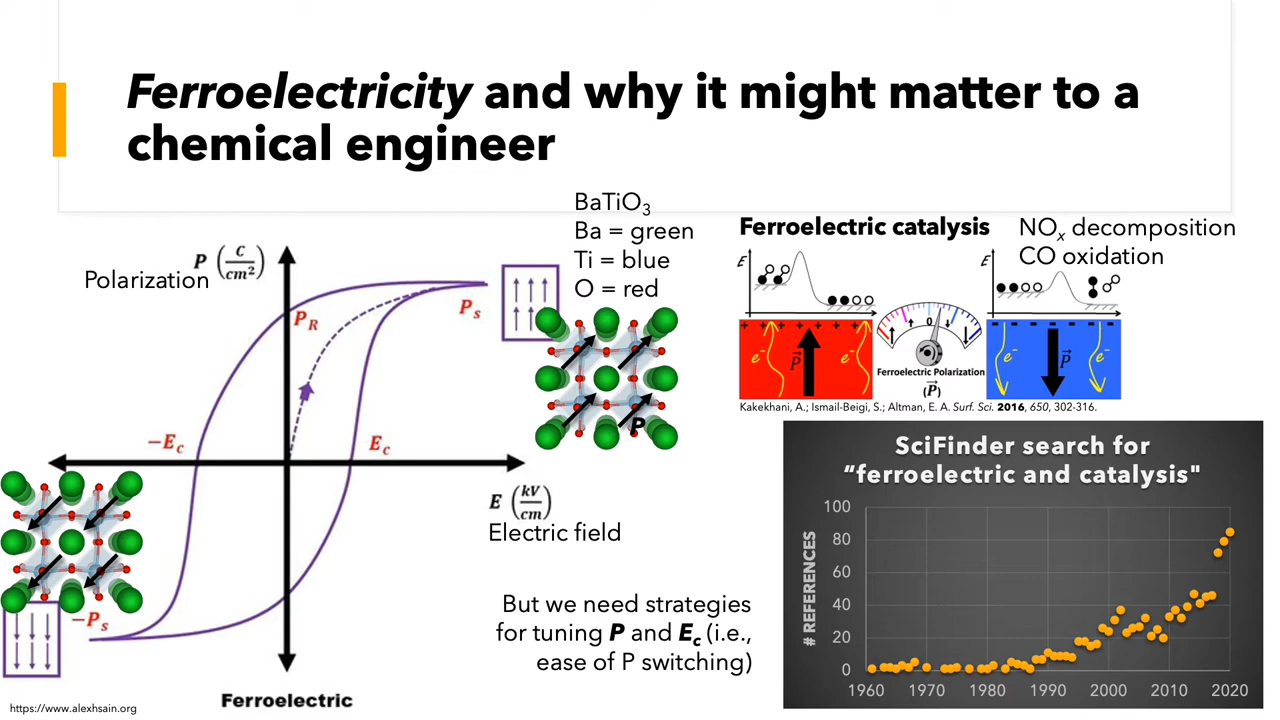 Ferroelectricity and why it might matter to a
chemical engineer
BaTiO3
Ba = green
Ti = blue
O = red
Polarization
P (C/cm²)
PR
Ps
−Ec
Ec
E (kV/cm)
Electric field
−Ps
P
Ferroelectric
https://www.alexhsain.org
But we need strategies
for tuning P and Ec (i.e.,
ease of P switching)
Ferroelectric catalysis
NOx decomposition
CO oxidation
E
E
+ + + + + + +
e-
P
e-
0
Ferroelectric Polarization
(P)
- - - - - - -
e-
P
e-
Kakekhani, A.; Ismail-Beigi, S.; Altman, E. A. Surf. Sci. 2016, 650, 302-316.
SciFinder search for
“ferroelectric and catalysis"
# REFERENCES
100
80
60
40
20
0
1960 1970 1980 1990 2000 2010 2020